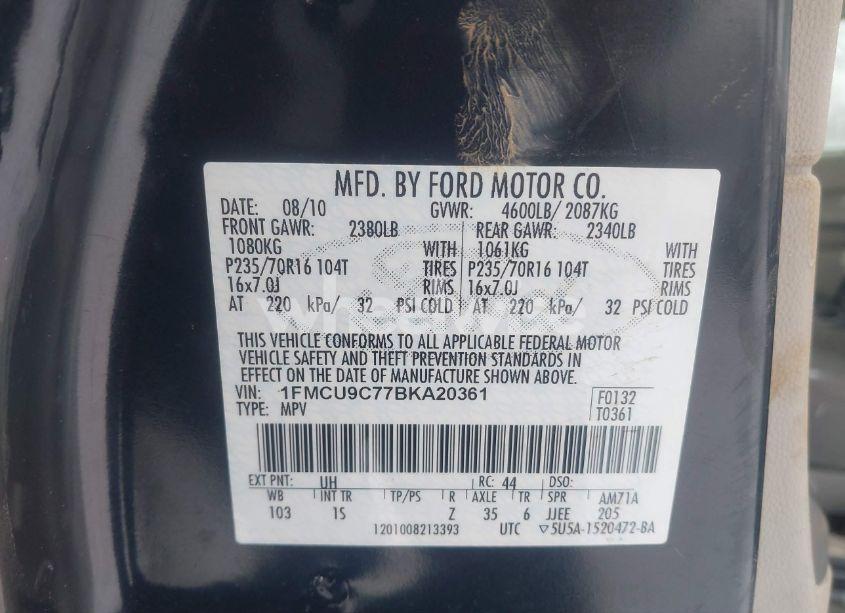 MFD. BY FORD MOTOR CO.
DATE: 08/10 GVWR: 4600LB/ 2087KG
FRONT GAWR: 2380LB REAR GAWR: 2340LB
1080KG WITH 1061KG WITH
P235/70R16 104T TIRES P235/70R16 104T TIRES
16x7.0J RIMS 16x7.0J RIMS
AT 220 kPa/ 32 PSI COLD AT 220 kPa/ 32 PSI COLD
THIS VEHICLE CONFORMS TO ALL APPLICABLE FEDERAL MOTOR
VEHICLE SAFETY AND THEFT PREVENTION STANDARDS IN
EFFECT ON THE DATE OF MANUFACTURE SHOWN ABOVE.
VIN: 1FMCU9C77BKA20361 F0132
TYPE: MPV T0361
EXT PNT: UH RC: 44 DSO:
WB INT TR TP/PS R AXLE TR SPR AM71A
103 1S Z 35 6 JJEE 205
1201008213393 UTC ▽5U5A-1520472-BA